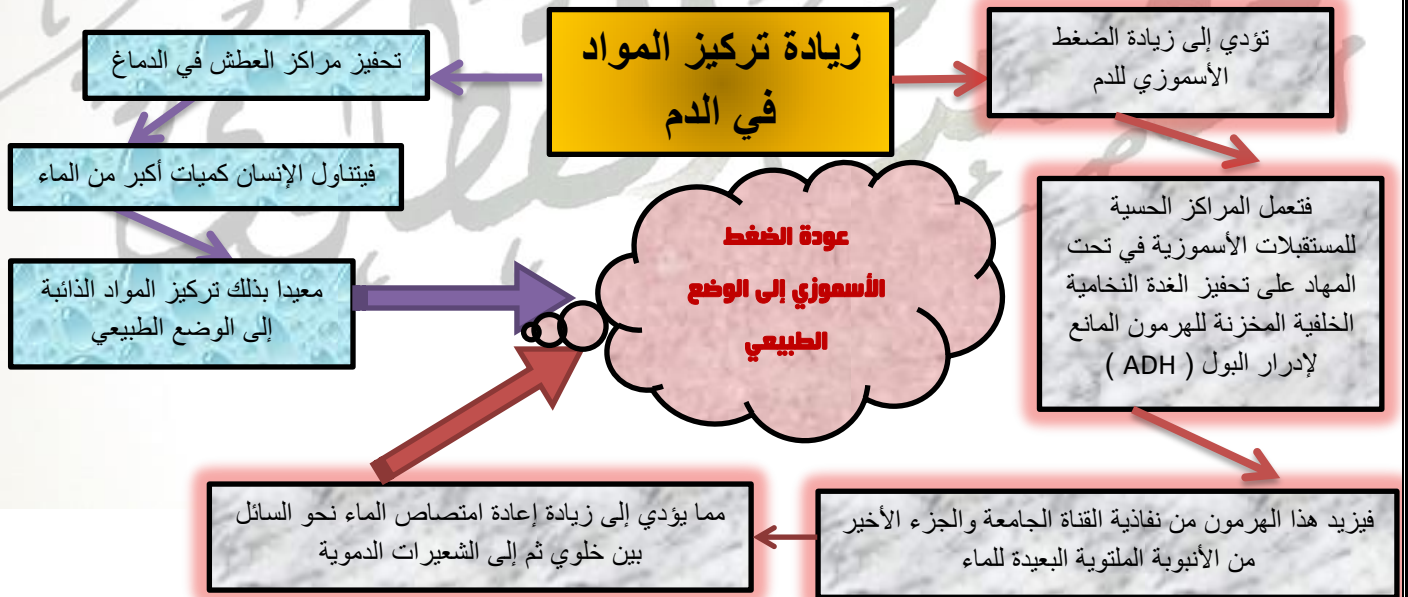 زيادة تركيز المواد
في الدم
تؤدي إلى زيادة الضغط
الأسموزي للدم
فتعمل المراكز الحسية
للمستقبلات الأسموزية في تحت
المهاد على تحفيز الغدة النخامية
الخلفية المخزنة للهرمون المانع
لإدرار البول ( ADH )
فيزيد هذا الهرمون من نفاذية القناة الجامعة والجزء الأخير
من الأنبوبة الملتوية البعيدة للماء
مما يؤدي إلى زيادة إعادة امتصاص الماء نحو السائل
بين خلوي ثم إلى الشعيرات الدموية
تحفيز مراكز العطش في الدماغ
فيتناول الإنسان كميات أكبر من الماء
معيدا بذلك تركيز المواد الذائبة
إلى الوضع الطبيعي
عودة الضغط
الأسموزي إلى الوضع
الطبيعي